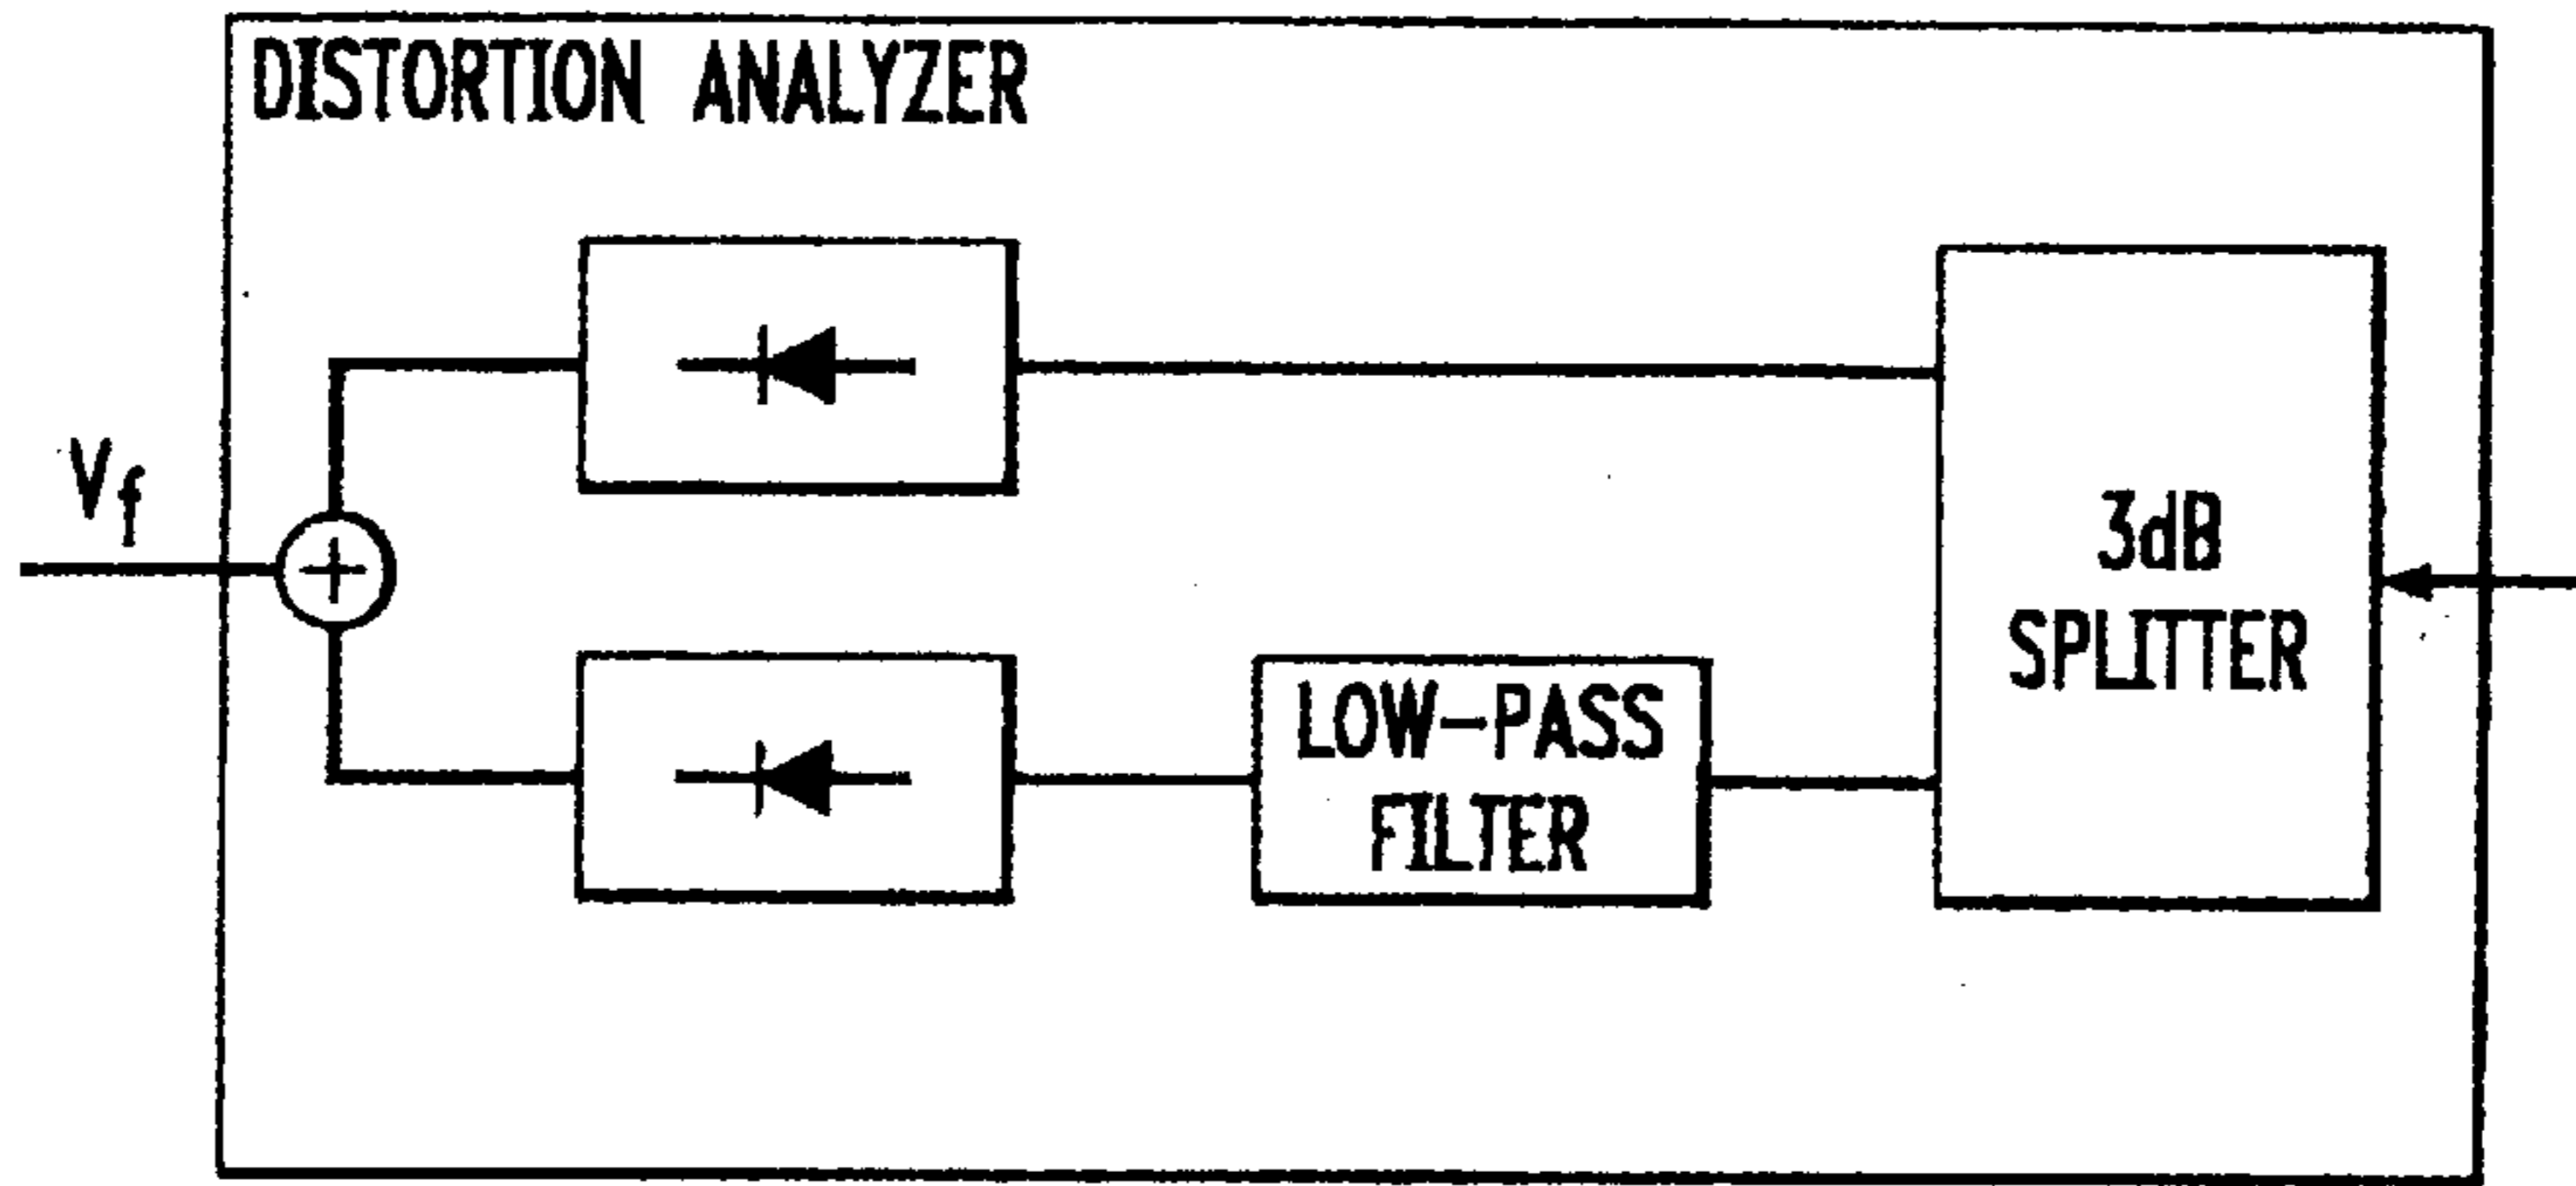 DISTORTION ANALYZER
Vf
+
3dB
SPLITTER
LOW-PASS
FILTER